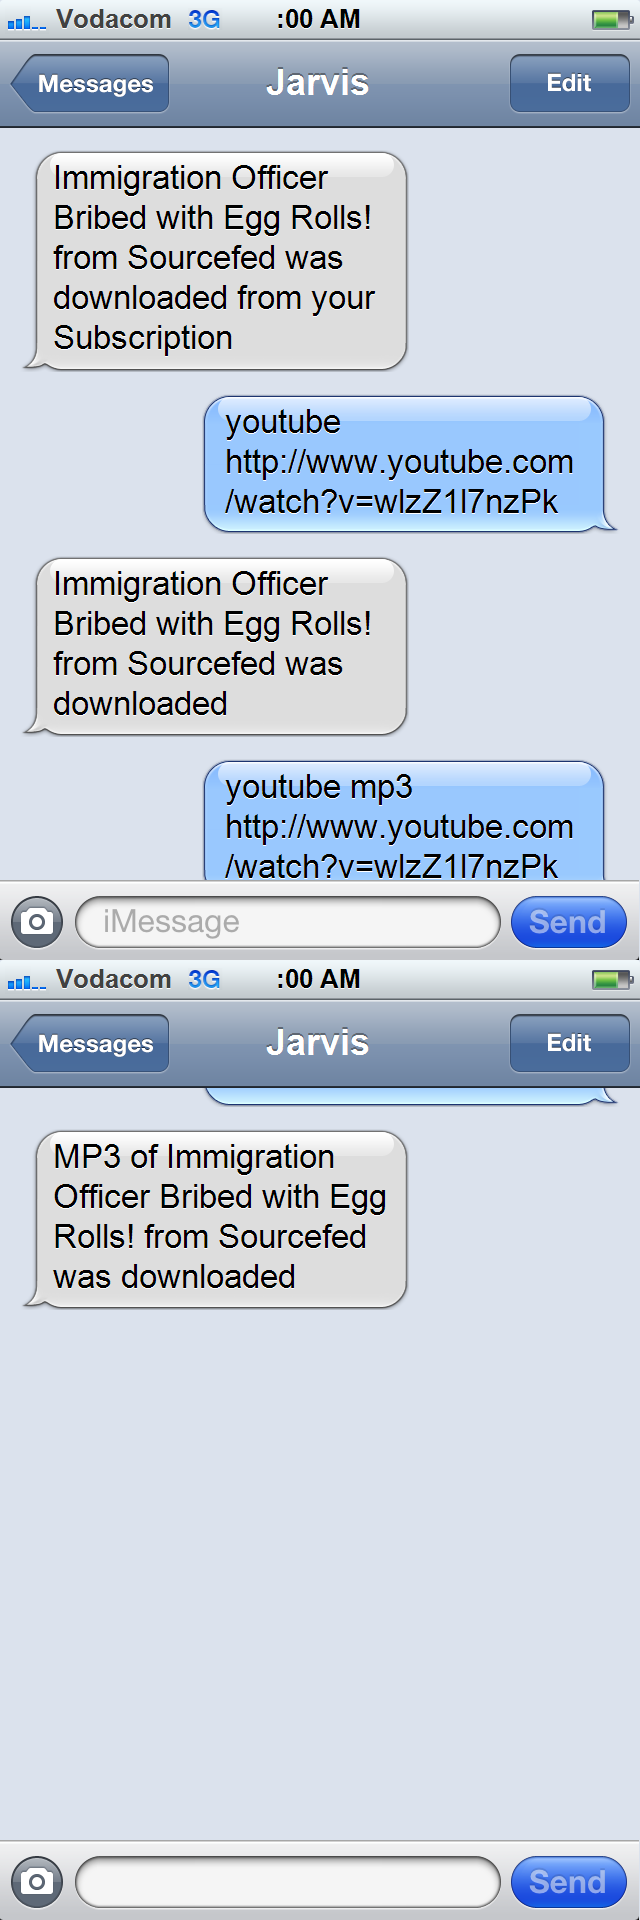 Vodacom 3G :00 AM
Messages Jarvis Edit
Immigration Officer
Bribed with Egg Rolls!
from Sourcefed was
downloaded from your
Subscription
youtube
http://www.youtube.com
/watch?v=wlzZ1l7nzPk
Immigration Officer
Bribed with Egg Rolls!
from Sourcefed was
downloaded
youtube mp3
http://www.youtube.com
/watch?v=wlzZ1l7nzPk
iMessage Send
Vodacom 3G :00 AM
Messages Jarvis Edit
MP3 of Immigration
Officer Bribed with Egg
Rolls! from Sourcefed
was downloaded
Send